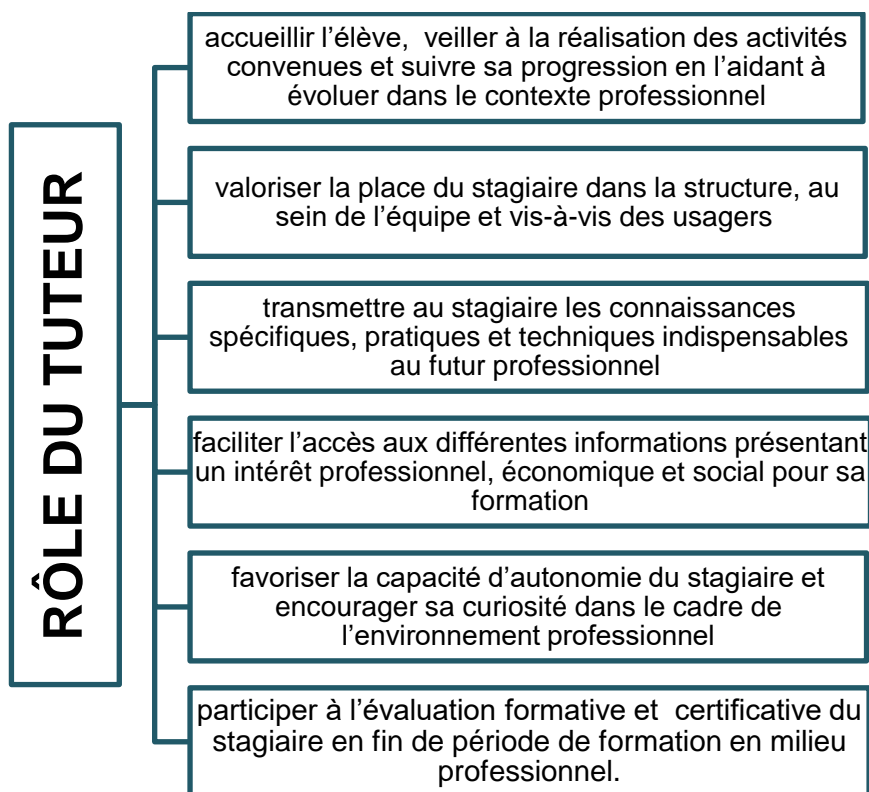 RÔLE DU TUTEUR
accueillir l’élève,  veiller à la réalisation des activités
convenues et suivre sa progression en l’aidant à
évoluer dans le contexte professionnel
valoriser la place du stagiaire dans la structure, au
sein de l’équipe et vis-à-vis des usagers
transmettre au stagiaire les connaissances
spécifiques, pratiques et techniques indispensables
au futur professionnel
faciliter l’accès aux différentes informations présentant
un intérêt professionnel, économique et social pour sa
formation
favoriser la capacité d’autonomie du stagiaire et
encourager sa curiosité dans le cadre de
l’environnement professionnel
participer à l’évaluation formative et  certificative du
stagiaire en fin de période de formation en milieu
professionnel.